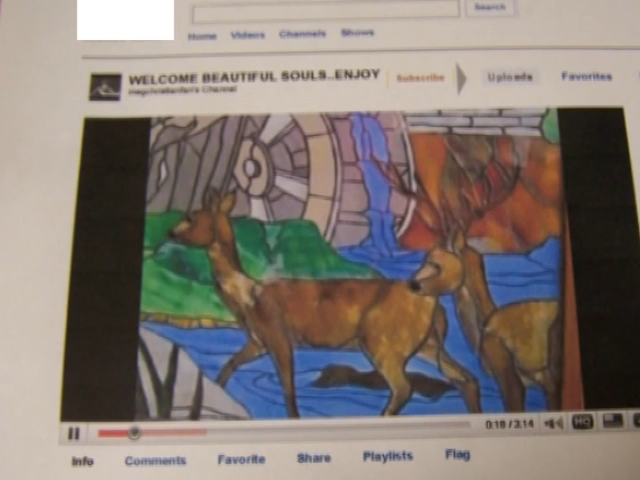 Search
Home Videos Channels Shows
WELCOME BEAUTIFUL SOULS..ENJOY Subscribe Uploads Favorites
Channel
0:18 / 3:14 HQ
Info Comments Favorite Share Playlists Flag